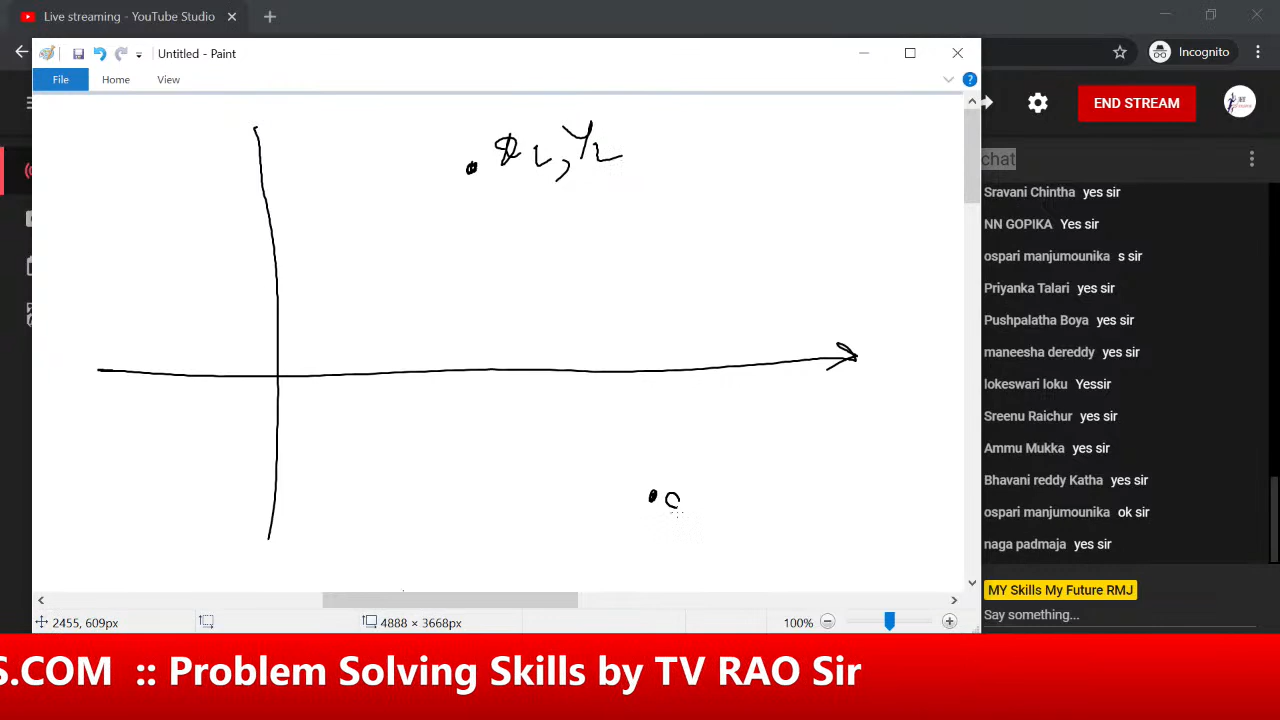 Live streaming - YouTube Studio
Incognito
Untitled - Paint
File Home View
END STREAM
chat
x2, y2
Sravani Chintha yes sir
NN GOPIKA Yes sir
ospari manjumounika s sir
Priyanka Talari yes sir
Pushpalatha Boya yes sir
maneesha dereddy yes sir
lokeswari loku Yessir
Sreenu Raichur yes sir
Ammu Mukka yes sir
Bhavani reddy Katha yes sir
ospari manjumounika ok sir
naga padmaja yes sir
MY Skills My Future RMJ
Say something...
2455, 609px 4888 × 3668px 100%
S.COM :: Problem Solving Skills by TV RAO Sir